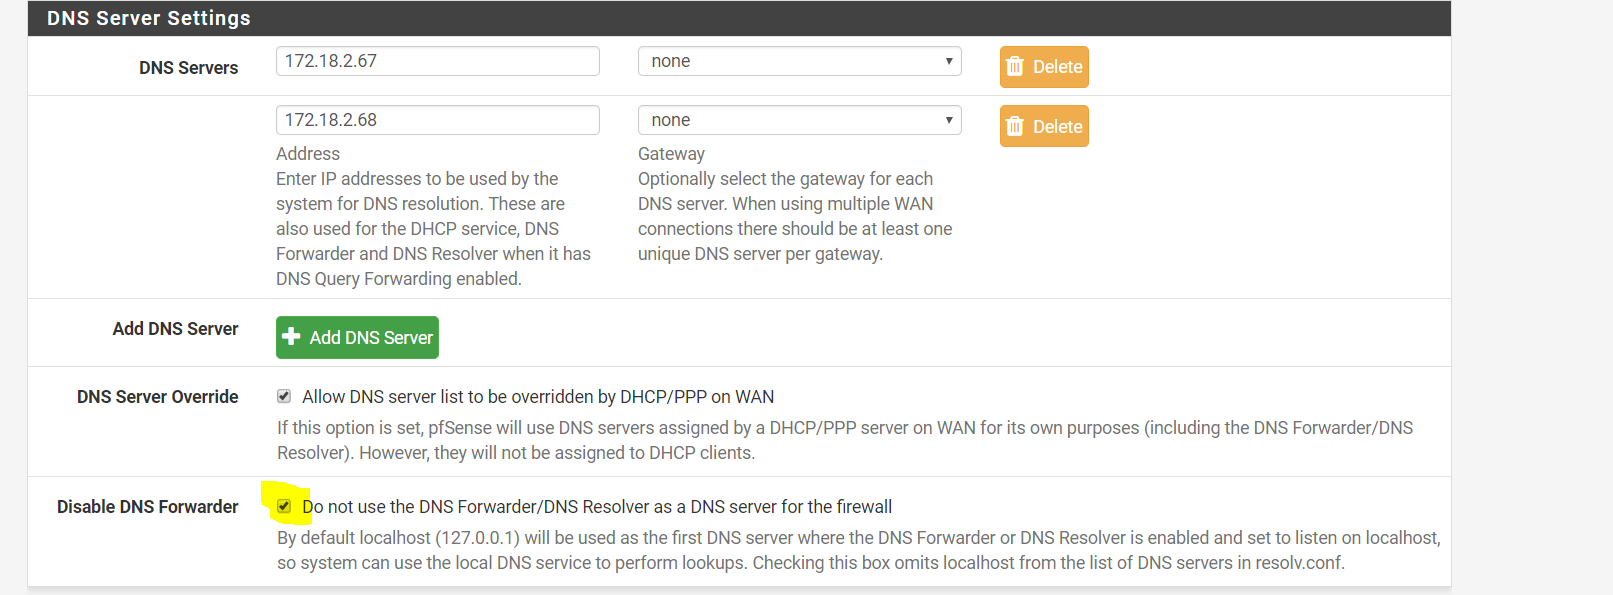 DNS Server Settings
DNS Servers
172.18.2.67
none
Delete
172.18.2.68
none
Delete
Address
Enter IP addresses to be used by the
system for DNS resolution. These are
also used for the DHCP service, DNS
Forwarder and DNS Resolver when it has
DNS Query Forwarding enabled.
Gateway
Optionally select the gateway for each
DNS server. When using multiple WAN
connections there should be at least one
unique DNS server per gateway.
Add DNS Server
Add DNS Server
DNS Server Override
Allow DNS server list to be overridden by DHCP/PPP on WAN
If this option is set, pfSense will use DNS servers assigned by a DHCP/PPP server on WAN for its own purposes (including the DNS Forwarder/DNS
Resolver). However, they will not be assigned to DHCP clients.
Disable DNS Forwarder
Do not use the DNS Forwarder/DNS Resolver as a DNS server for the firewall
By default localhost (127.0.0.1) will be used as the first DNS server where the DNS Forwarder or DNS Resolver is enabled and set to listen on localhost,
so system can use the local DNS service to perform lookups. Checking this box omits localhost from the list of DNS servers in resolv.conf.